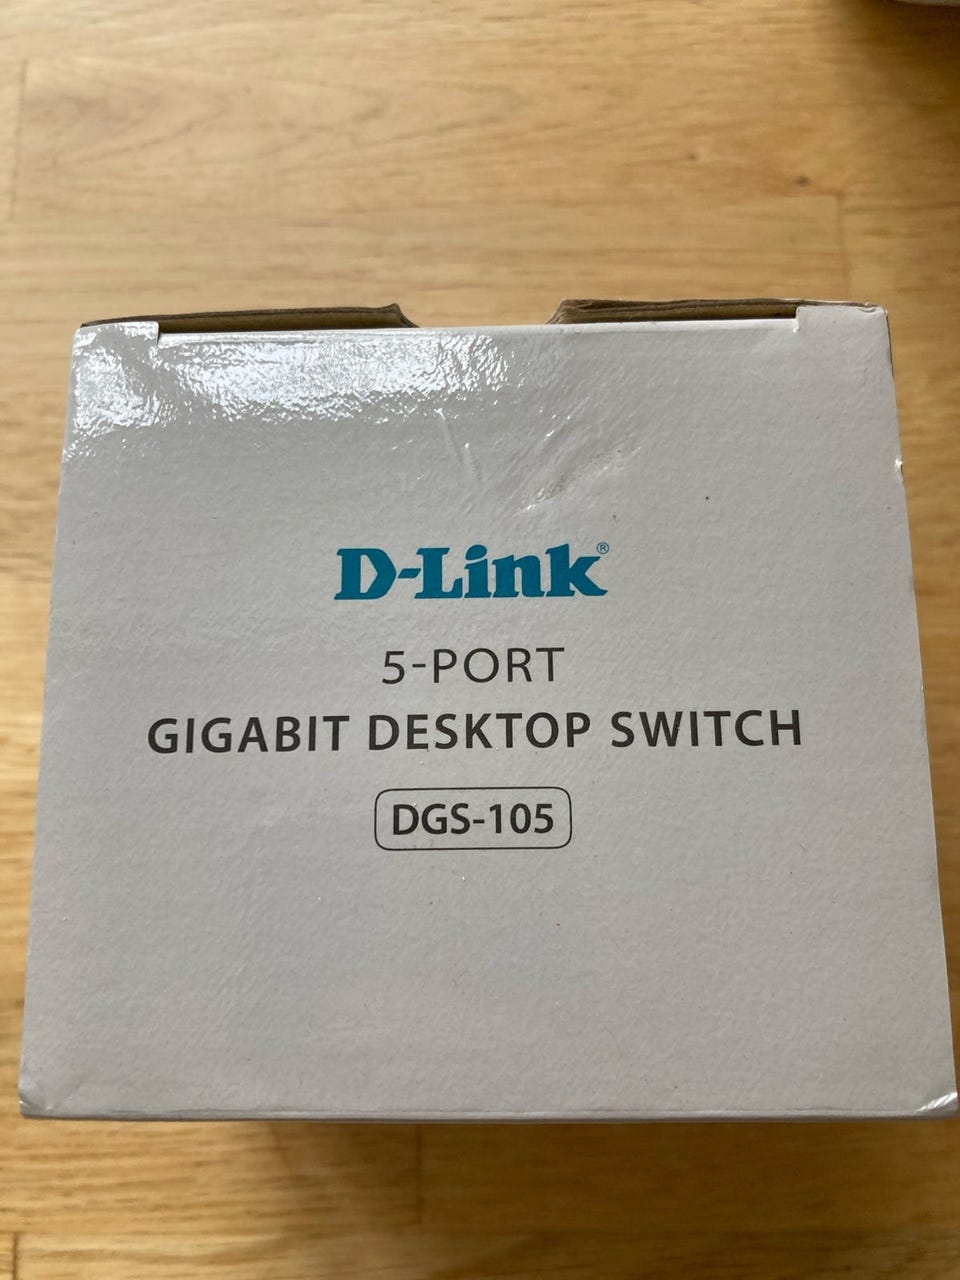 D-Link®
5-PORT
GIGABIT DESKTOP SWITCH
DGS-105